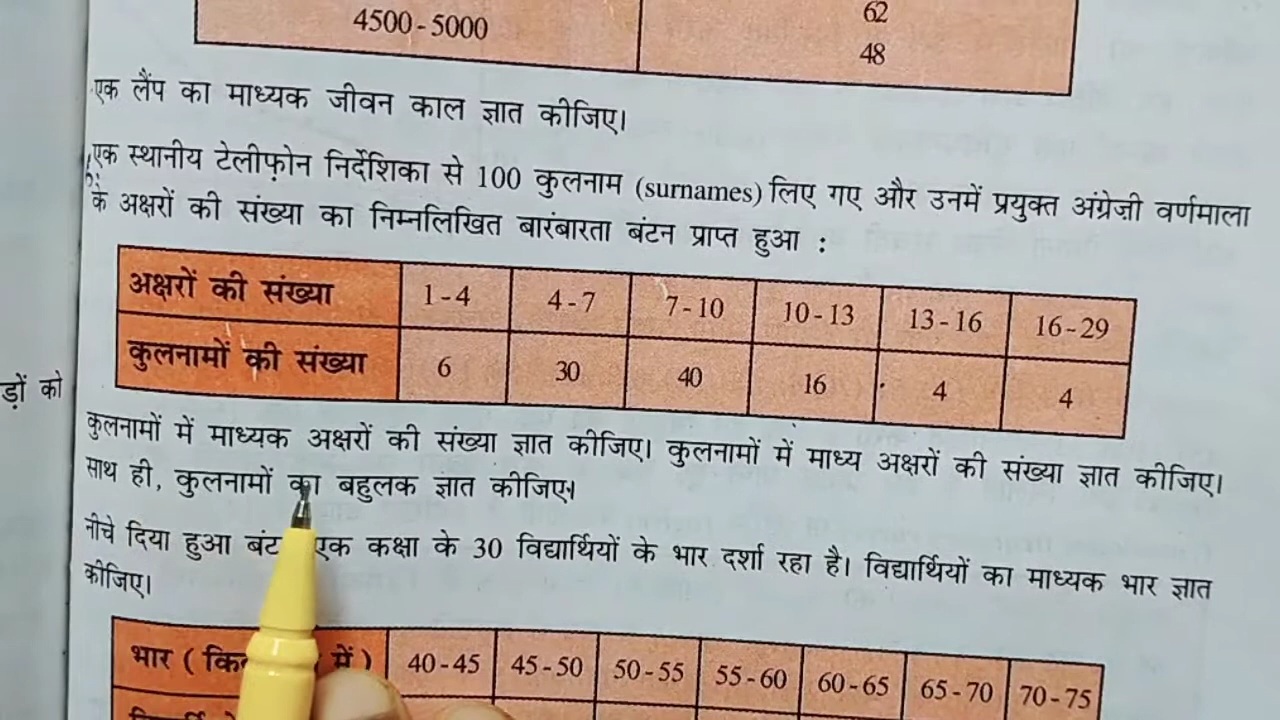 62
4500-5000
48
एक लैंप का माध्यक जीवन काल ज्ञात कीजिए।
एक स्थानीय टेलीफ़ोन निर्देशिका से 100 कुलनाम (surnames) लिए गए और उनमें प्रयुक्त अंग्रेजी वर्णमाला
के अक्षरों की संख्या का निम्नलिखित बारंबारता बंटन प्राप्त हुआ :
अक्षरों की संख्या 1-4 4-7 7-10 10-13 13-16 16-29
कुलनामों की संख्या 6 30 40 16 4 4
ड़ों को
कुलनामों में माध्यक अक्षरों की संख्या ज्ञात कीजिए। कुलनामों में माध्य अक्षरों की संख्या ज्ञात कीजिए।
साथ ही, कुलनामों का बहुलक ज्ञात कीजिए।
नीचे दिया हुआ एक कक्षा के 30 विद्यार्थियों के भार दर्शा रहा है। विद्यार्थियों का माध्यक भार ज्ञात
कीजिए।
भार ( में ) 40-45 45-50 50-55 55-60 60-65 65-70 70-75